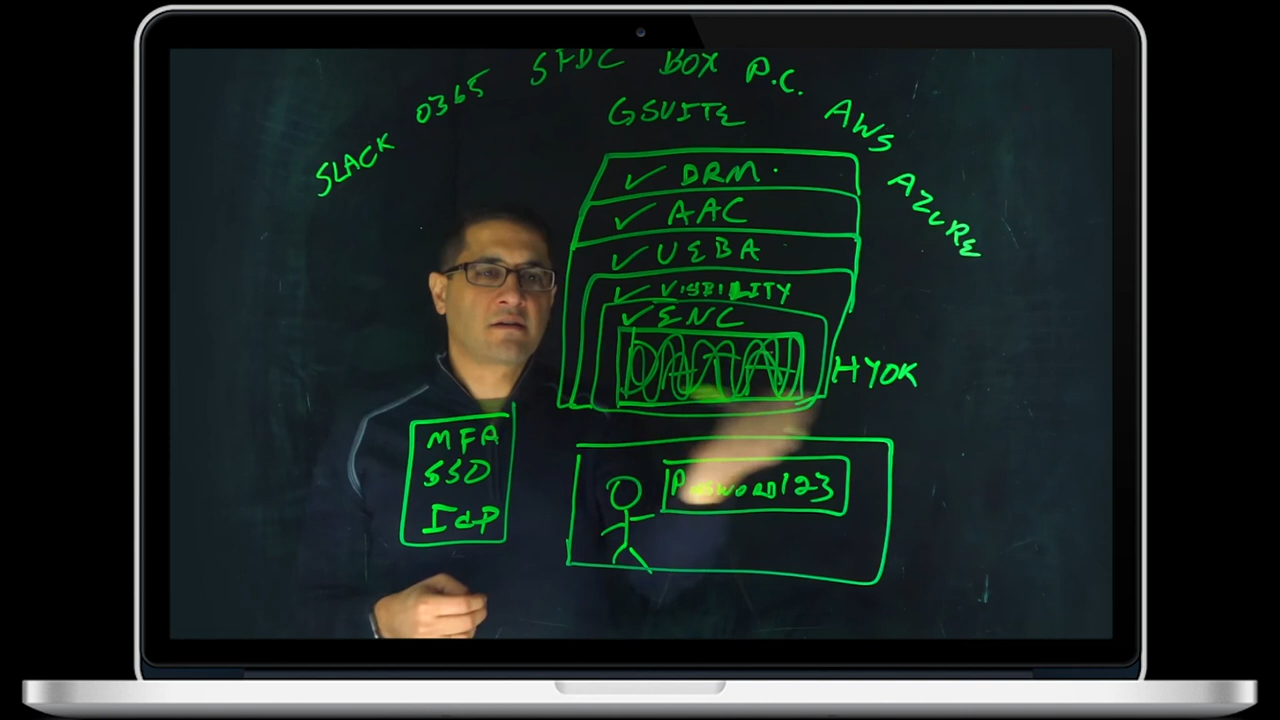 SLACK
O365
SFDC
BOX
P.C.
AWS
AZURE
GSUITE
✓ DRM.
✓ AAC
✓ UEBA
✓ VISIBILITY
✓ ENC
DATA
HYOK
MFA
SSO
IdP
Password123